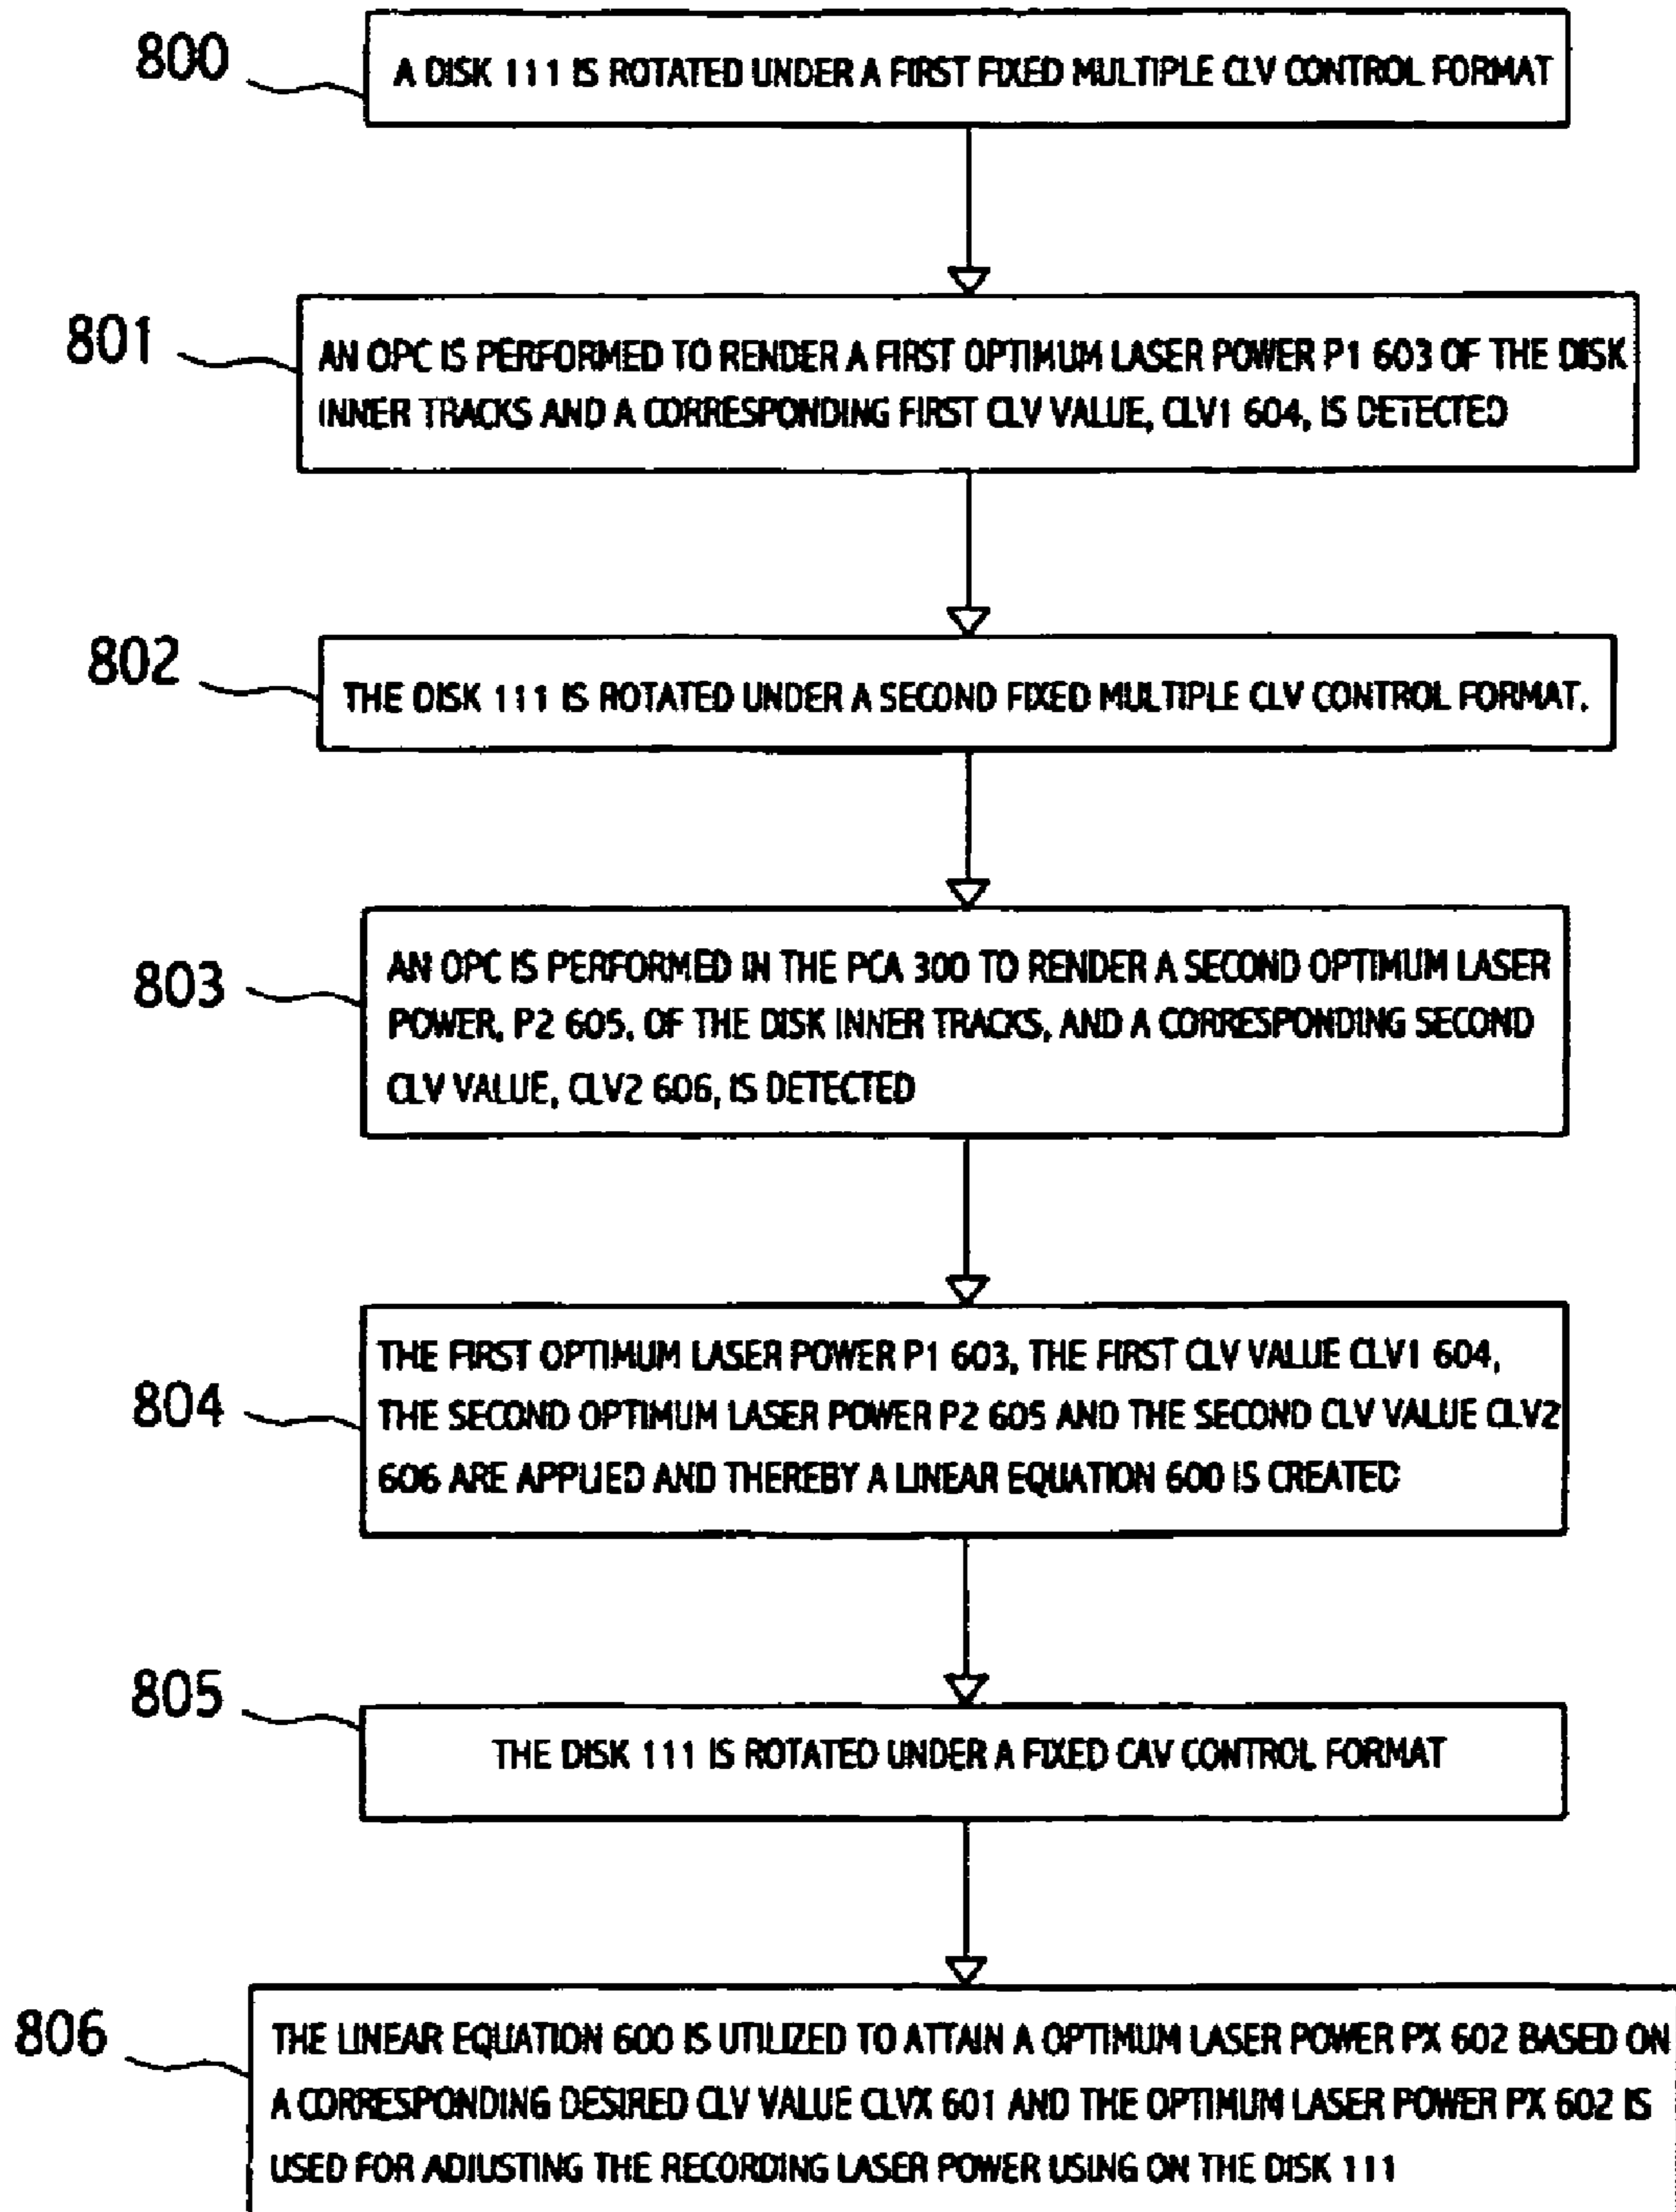 800
A DISK 111 IS ROTATED UNDER A FIRST FIXED MULTIPLE CLV CONTROL FORMAT
801
AN OPC IS PERFORMED TO RENDER A FIRST OPTIMUM LASER POWER P1 603 OF THE DISK
INNER TRACKS AND A CORRESPONDING FIRST CLV VALUE, CLV1 604, IS DETECTED
802
THE DISK 111 IS ROTATED UNDER A SECOND FIXED MULTIPLE CLV CONTROL FORMAT.
803
AN OPC IS PERFORMED IN THE PCA 300 TO RENDER A SECOND OPTIMUM LASER
POWER, P2 605, OF THE DISK INNER TRACKS, AND A CORRESPONDING SECOND
CLV VALUE, CLV2 606, IS DETECTED
804
THE FIRST OPTIMUM LASER POWER P1 603, THE FIRST CLV VALUE CLV1 604,
THE SECOND OPTIMUM LASER POWER P2 605 AND THE SECOND CLV VALUE CLV2
606 ARE APPLIED AND THEREBY A LINEAR EQUATION 600 IS CREATED
805
THE DISK 111 IS ROTATED UNDER A FIXED CAV CONTROL FORMAT
806
THE LINEAR EQUATION 600 IS UTILIZED TO ATTAIN A OPTIMUM LASER POWER PX 602 BASED ON
A CORRESPONDING DESIRED CLV VALUE CLVX 601 AND THE OPTIMUM LASER POWER PX 602 IS
USED FOR ADJUSTING THE RECORDING LASER POWER USING ON THE DISK 111